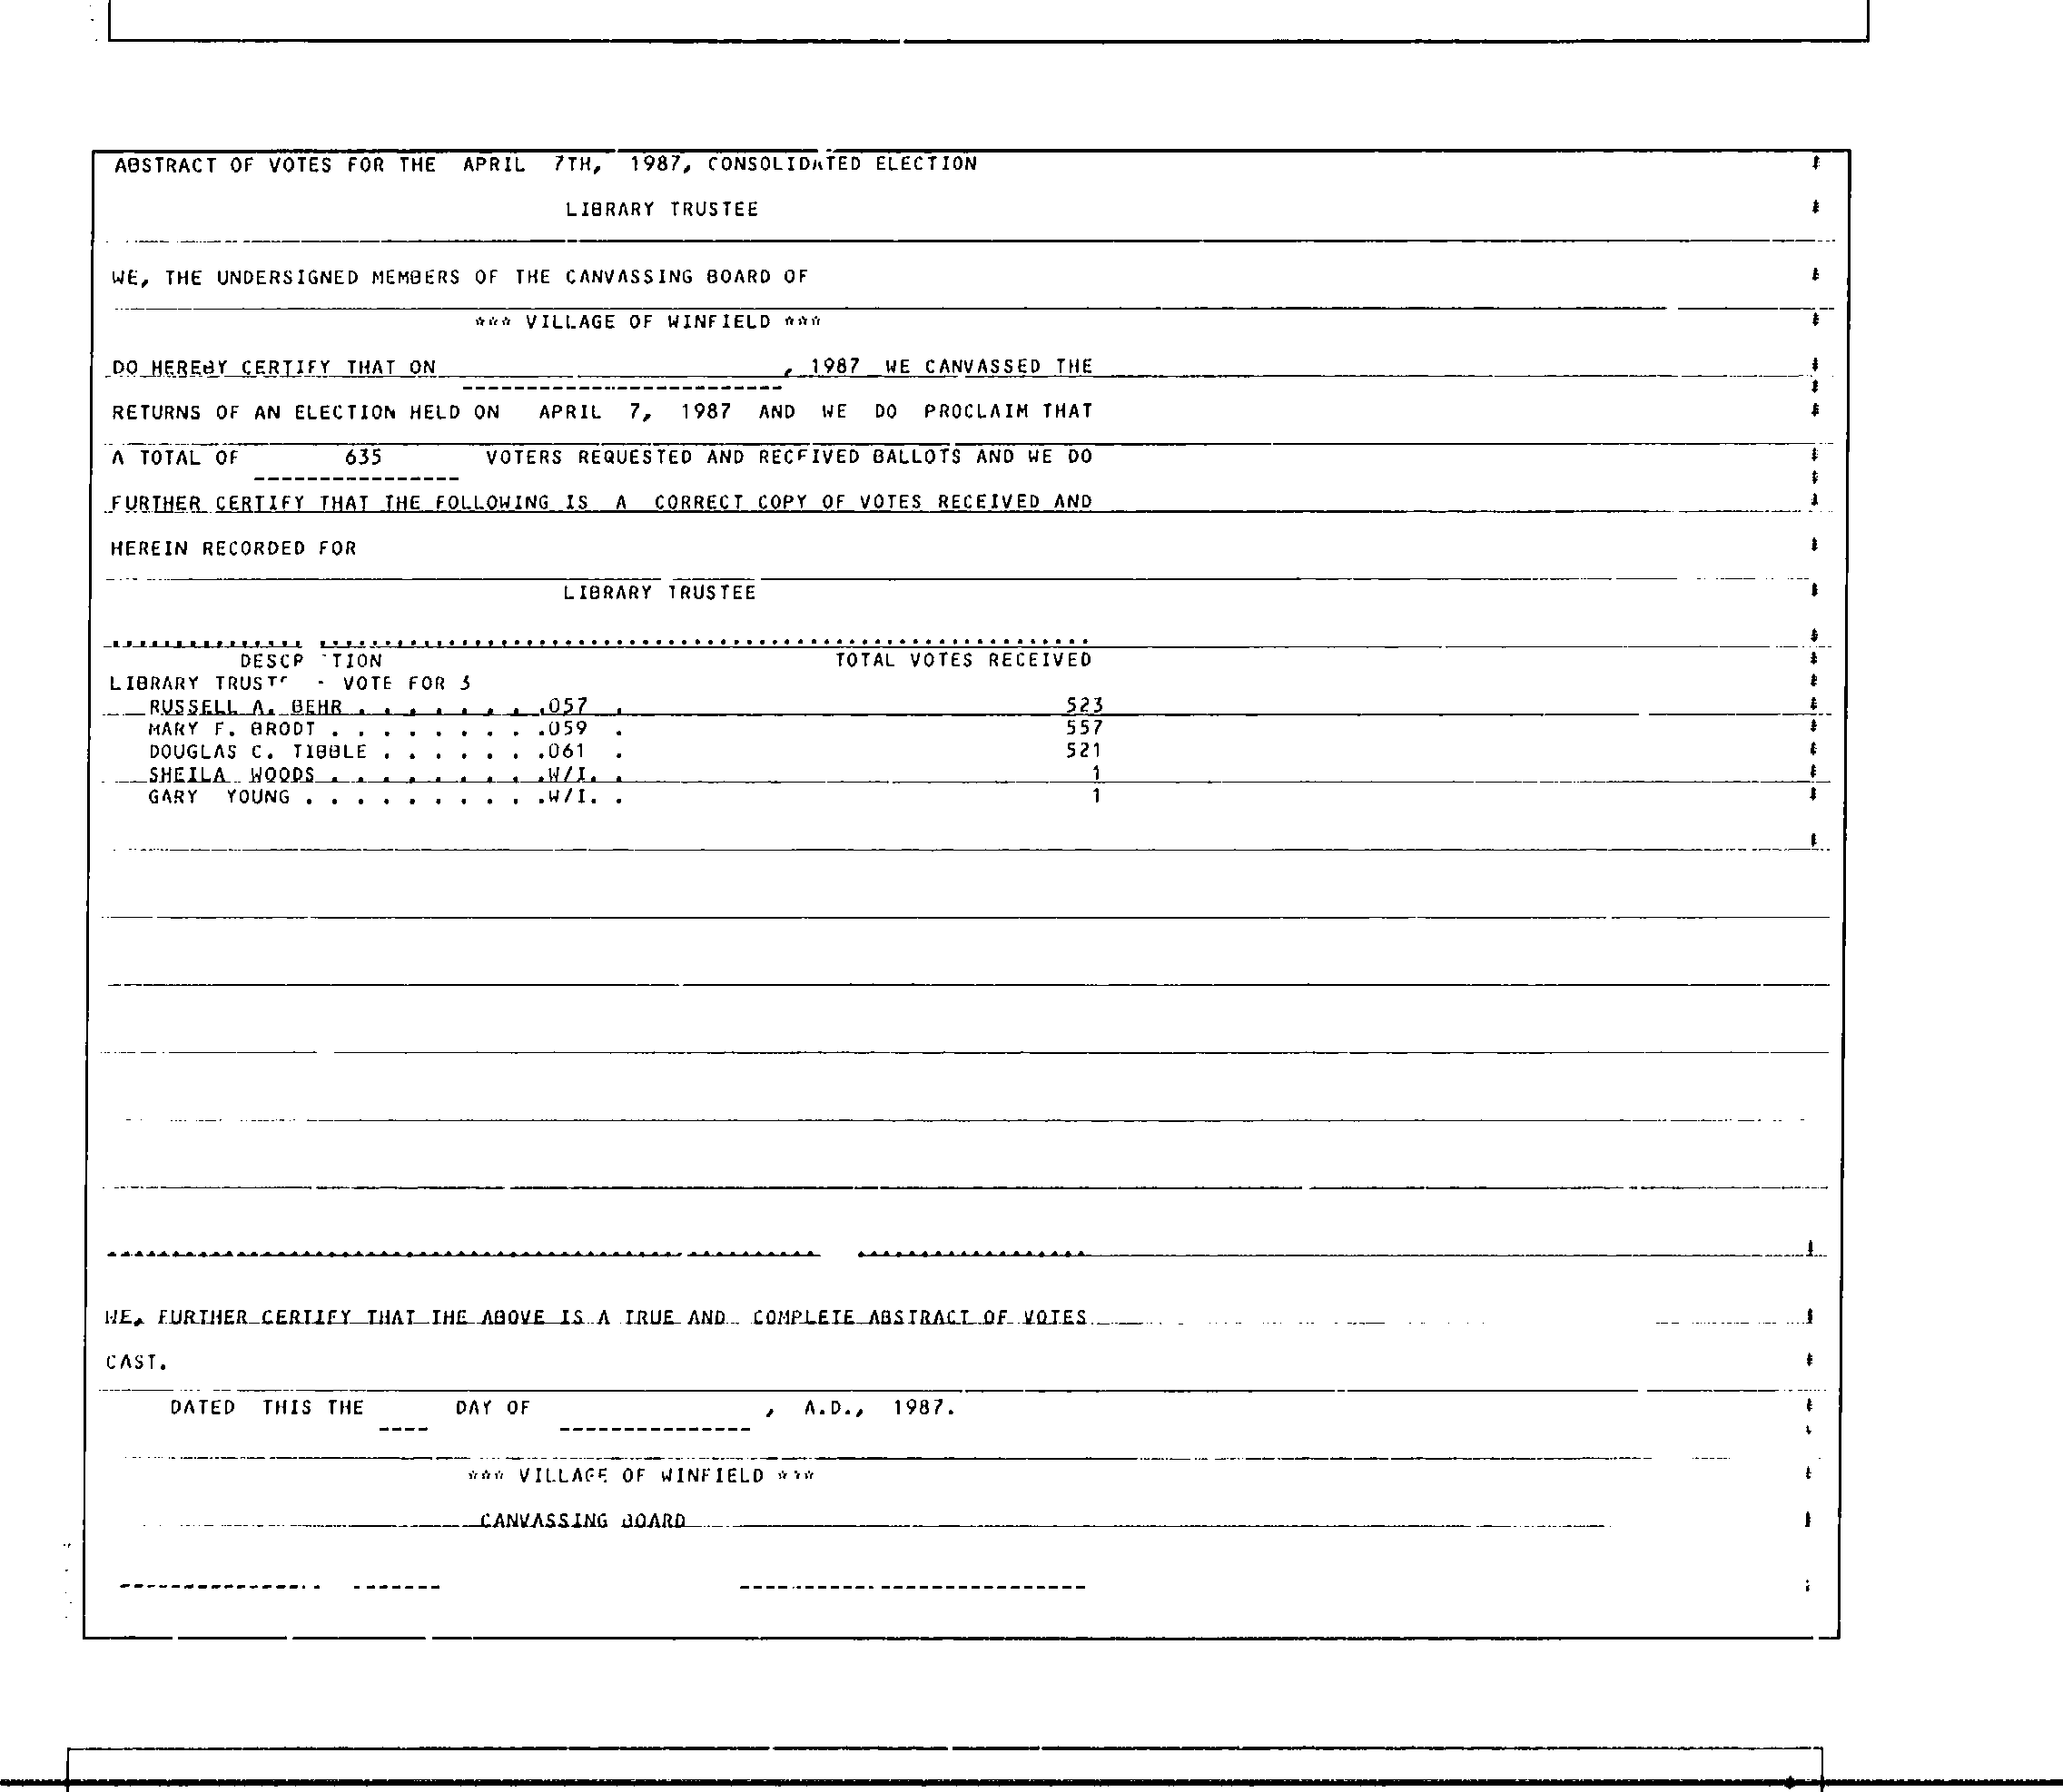 ABSTRACT OF VOTES FOR THE APRIL 7TH, 1987, CONSOLIDATED ELECTION
LIBRARY TRUSTEE
WE, THE UNDERSIGNED MEMBERS OF THE CANVASSING BOARD OF
*** VILLAGE OF WINFIELD ***
DO HEREBY CERTIFY THAT ON , 1987 WE CANVASSED THE
RETURNS OF AN ELECTION HELD ON APRIL 7, 1987 AND WE DO PROCLAIM THAT
A TOTAL OF 635 VOTERS REQUESTED AND RECEIVED BALLOTS AND WE DO
FURTHER CERTIFY THAT THE FOLLOWING IS A CORRECT COPY OF VOTES RECEIVED AND
HEREIN RECORDED FOR
LIBRARY TRUSTEE
TOTAL VOTES RECEIVED
LIBRARY - VOTE FOR 3
RUSSELL A. BEHR . . . . . . . .057 . 523
MARY F. BRODT . . . . . . . . .059 . 557
DOUGLAS C. TIBBLE . . . . . . .061 . 521
SHEILA WOODS . . . . . . . . .W/I. . 1
GARY YOUNG . . . . . . . . . .W/I. . 1
WE, FURTHER CERTIFY THAT THE ABOVE IS A TRUE AND COMPLETE ABSTRACT OF VOTES
CAST.
DATED THIS THE ____ DAY OF ______________ , A.D., 1987.
*** VILLAGE OF WINFIELD ***
CANVASSING BOARD